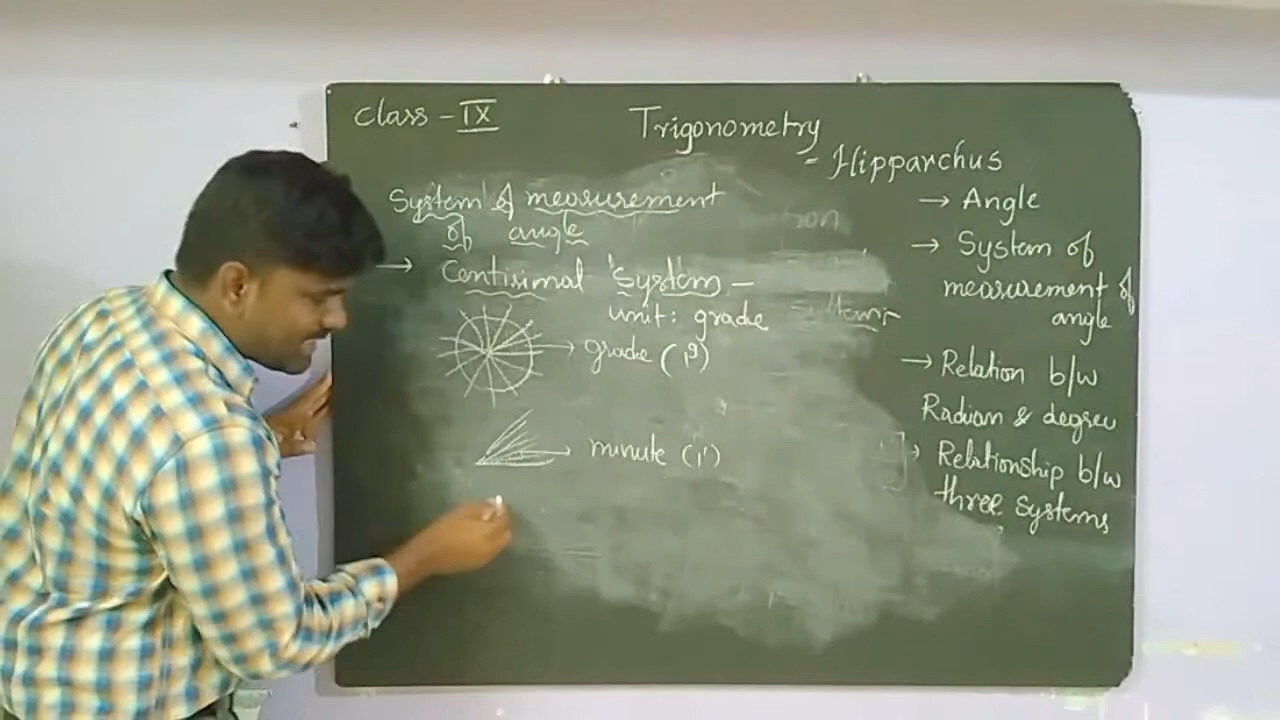 Class - IX
Trigonometry
- Hipparchus
System of measurement
of angle
→ Centisimal System -
unit: grade
→ grade (1g)
→ minute (1')
→ Angle
→ System of
measurement of
angle
→ Relation b/w
Radian & degree
→ Relationship b/w
three systems